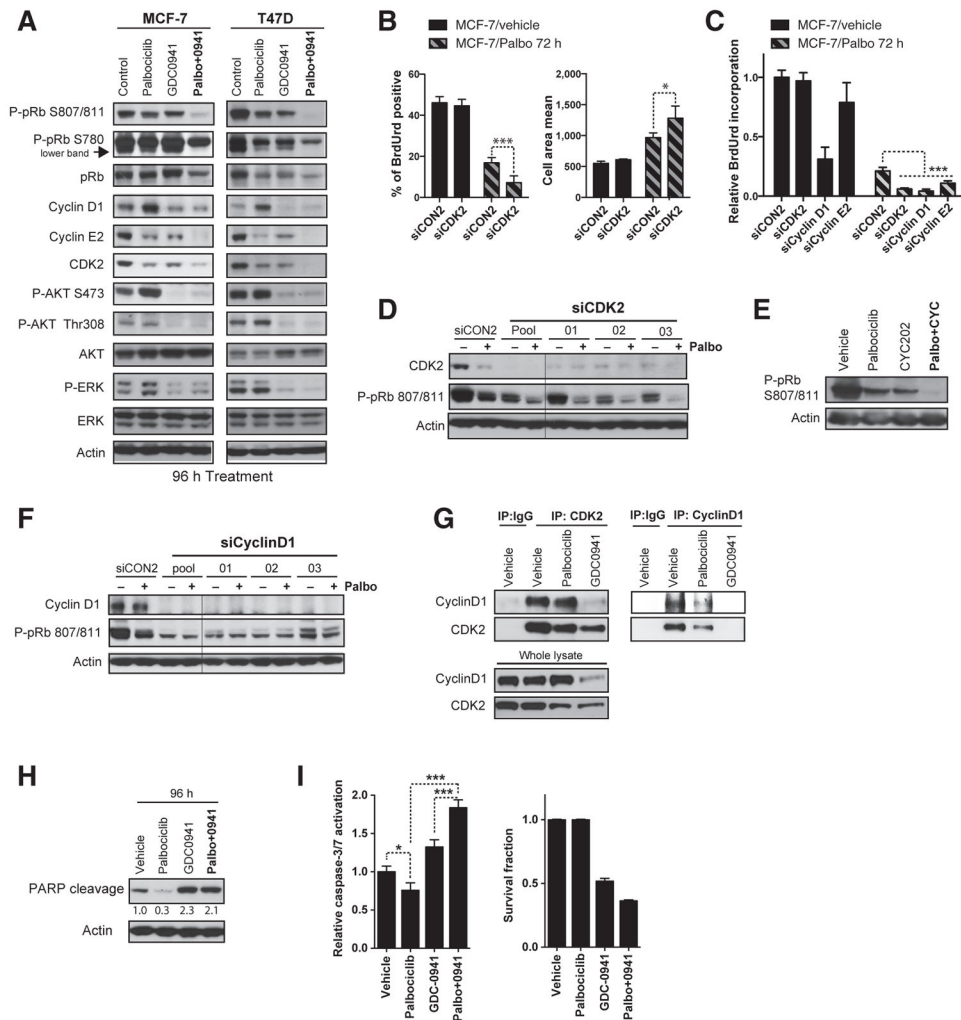 A
MCF-7
T47D
Control
Palbociclib
GDC0941
Palbo+0941
Control
Palbociclib
GDC0941
Palbo+0941
P-pRb S807/811
P-pRb S780
lower band
pRb
Cyclin D1
Cyclin E2
CDK2
P-AKT S473
P-AKT Thr308
AKT
P-ERK
ERK
Actin
96 h Treatment
B
MCF-7/vehicle
MCF-7/Palbo 72 h
% of BrdUrd positive
60
40
20
0
***
siCON2
siCDK2
siCON2
siCDK2
Cell area mean
1,500
1,000
500
0
*
siCON2
siCDK2
siCON2
siCDK2
C
MCF-7/vehicle
MCF-7/Palbo 72 h
Relative BrdUrd incorporation
1.0
0.5
0.0
***
siCON2
siCDK2
siCyclin D1
siCyclin E2
siCON2
siCDK2
siCyclin D1
siCyclin E2
D
siCDK2
siCON2 Pool 01 02 03
– + – + – + – + – + Palbo
CDK2
P-pRb 807/811
Actin
E
Vehicle
Palbociclib
CYC202
Palbo+CYC
P-pRb
S807/811
Actin
F
siCyclinD1
siCON2 pool 01 02 03
– + – + – + – + – + Palbo
Cyclin D1
P-pRb 807/811
Actin
G
IP:IgG IP: CDK2
Vehicle
Vehicle
Palbociclib
GDC0941
IP:IgG IP: CyclinD1
Vehicle
Vehicle
Palbociclib
GDC0941
CyclinD1
CDK2
Whole lysate
CyclinD1
CDK2
H
96 h
Vehicle
Palbociclib
GDC0941
Palbo+0941
PARP cleavage
1.0 0.3 2.3 2.1
Actin
I
Relative caspase-3/7 activation
2.0
1.5
1.0
0.5
0.0
*
***
***
Vehicle
Palbociclib
GDC-0941
Palbo+0941
Survival fraction
1.0
0.5
0.0
Vehicle
Palbociclib
GDC-0941
Palbo+0941